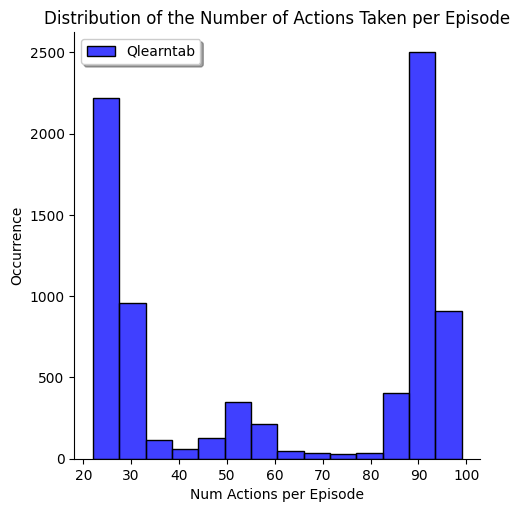 Distribution of the Number of Actions Taken per Episode
Qlearntab
2500
2000
1500
1000
500
0
Occurrence
20 30 40 50 60 70 80 90 100
Num Actions per Episode